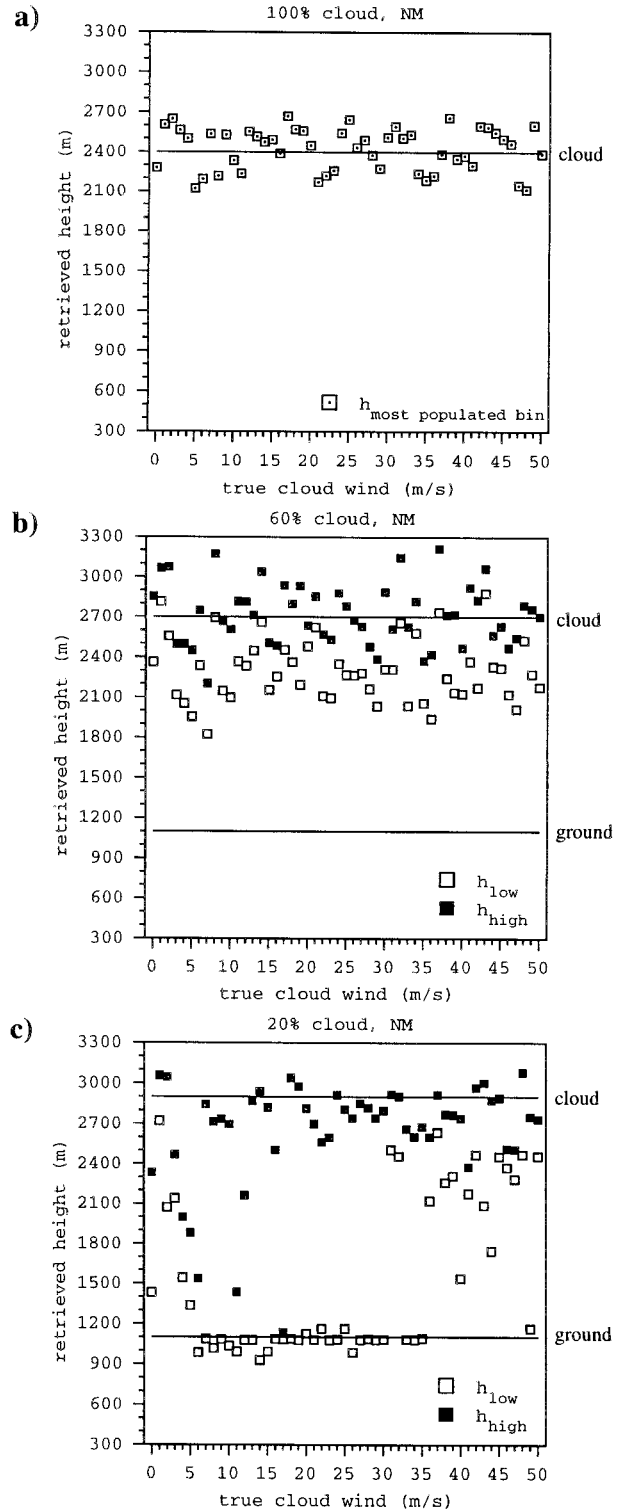 a)
100% cloud, NM
3300
3000
2700
2400
2100
1800
1500
1200
900
600
300
retrieved height (m)
cloud
h most populated bin
0 5 10 15 20 25 30 35 40 45 50
true cloud wind (m/s)
b)
60% cloud, NM
3300
3000
2700
2400
2100
1800
1500
1200
900
600
300
retrieved height (m)
cloud
ground
h low
h high
0 5 10 15 20 25 30 35 40 45 50
true cloud wind (m/s)
c)
20% cloud, NM
3300
3000
2700
2400
2100
1800
1500
1200
900
600
300
retrieved height (m)
cloud
ground
h low
h high
0 5 10 15 20 25 30 35 40 45 50
true cloud wind (m/s)